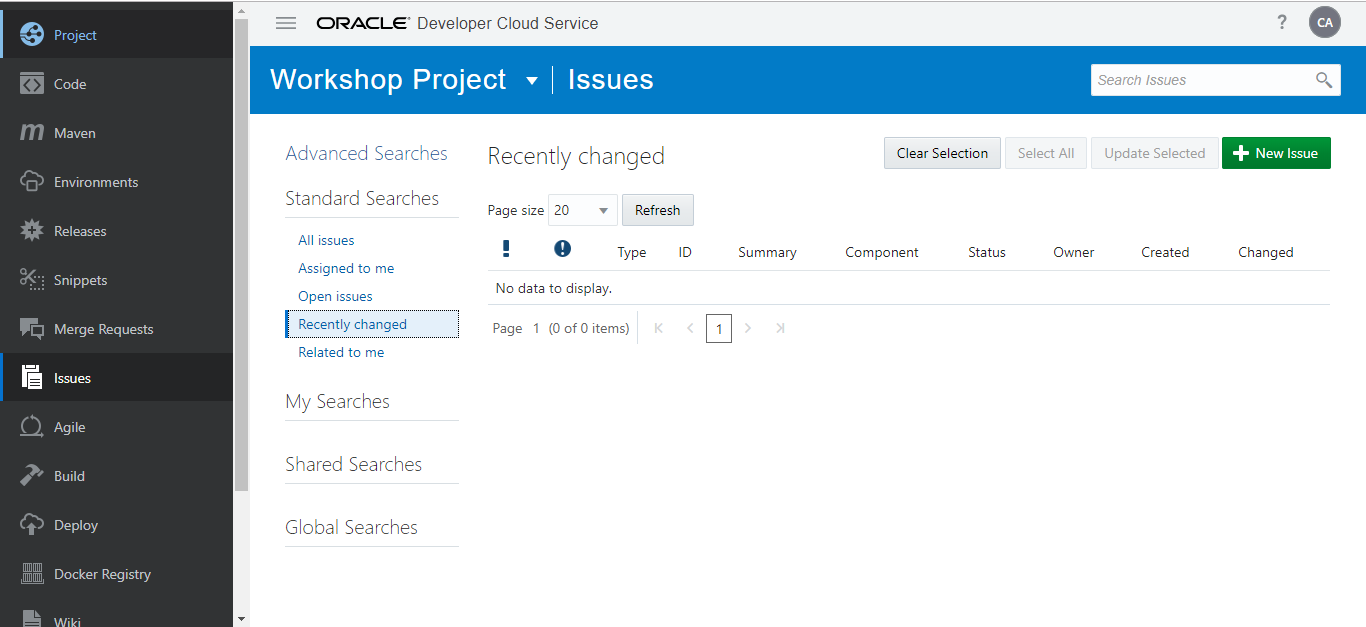 Project
Code
Maven
Environments
Releases
Snippets
Merge Requests
Issues
Agile
Build
Deploy
Docker Registry
Wiki
ORACLE® Developer Cloud Service
? CA
Workshop Project Issues
Search Issues
Advanced Searches
Standard Searches
All issues
Assigned to me
Open issues
Recently changed
Related to me
My Searches
Shared Searches
Global Searches
Recently changed
Clear Selection Select All Update Selected New Issue
Page size 20 Refresh
Type ID Summary Component Status Owner Created Changed
No data to display.
Page 1 (0 of 0 items) 1